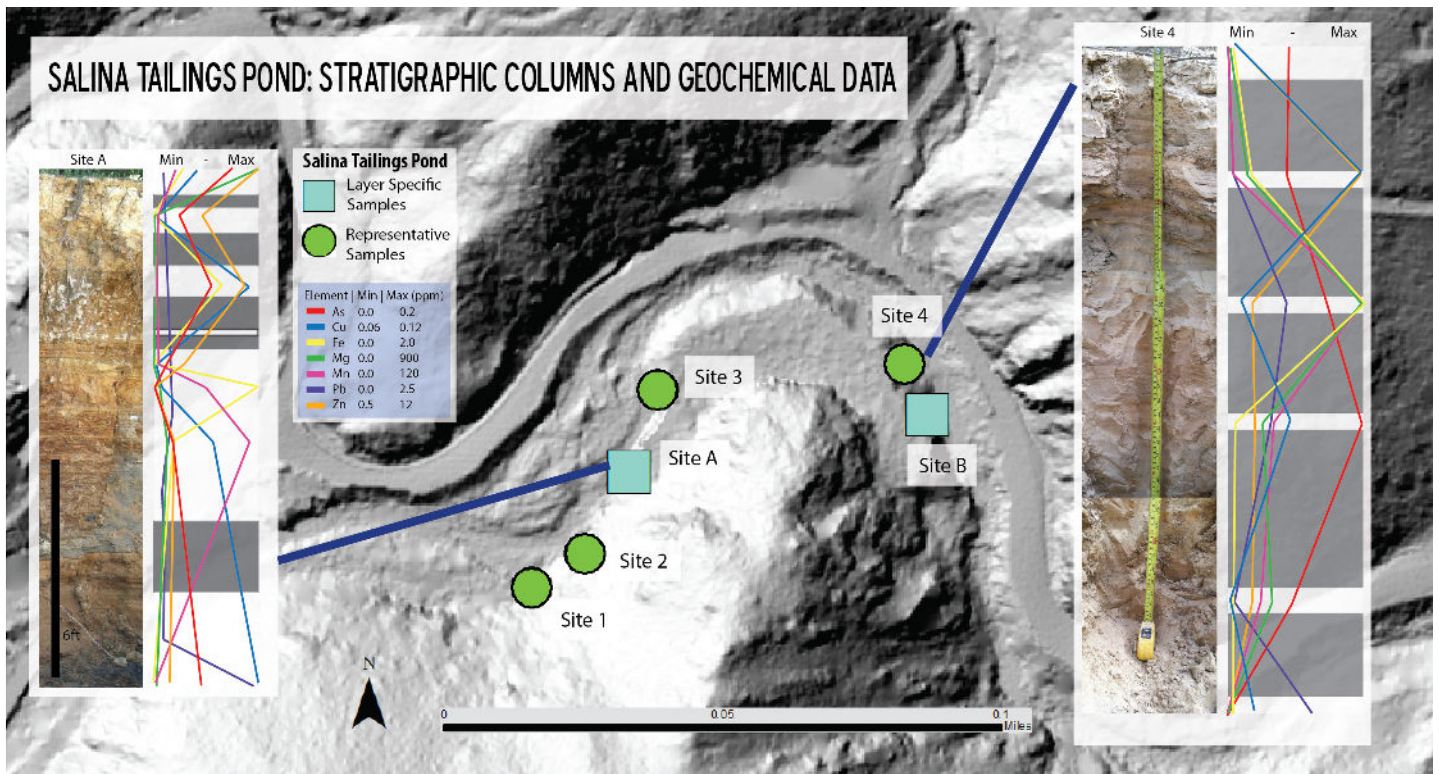 SALINA TAILINGS POND: STRATIGRAPHIC COLUMNS AND GEOCHEMICAL DATA
Site A Min - Max
6ft
Salina Tailings Pond
Layer Specific
Samples
Representative
Samples
Element | Min | Max (ppm)
As 0.0 0.2
Cu 0.06 0.12
Fe 0.0 2.0
Mg 0.0 900
Mn 0.0 120
Pb 0.0 2.5
Zn 0.5 12
Site 4
Site 3
Site A
Site B
Site 2
Site 1
N
0 0.05 0.1
Miles
Site 4 Min - Max